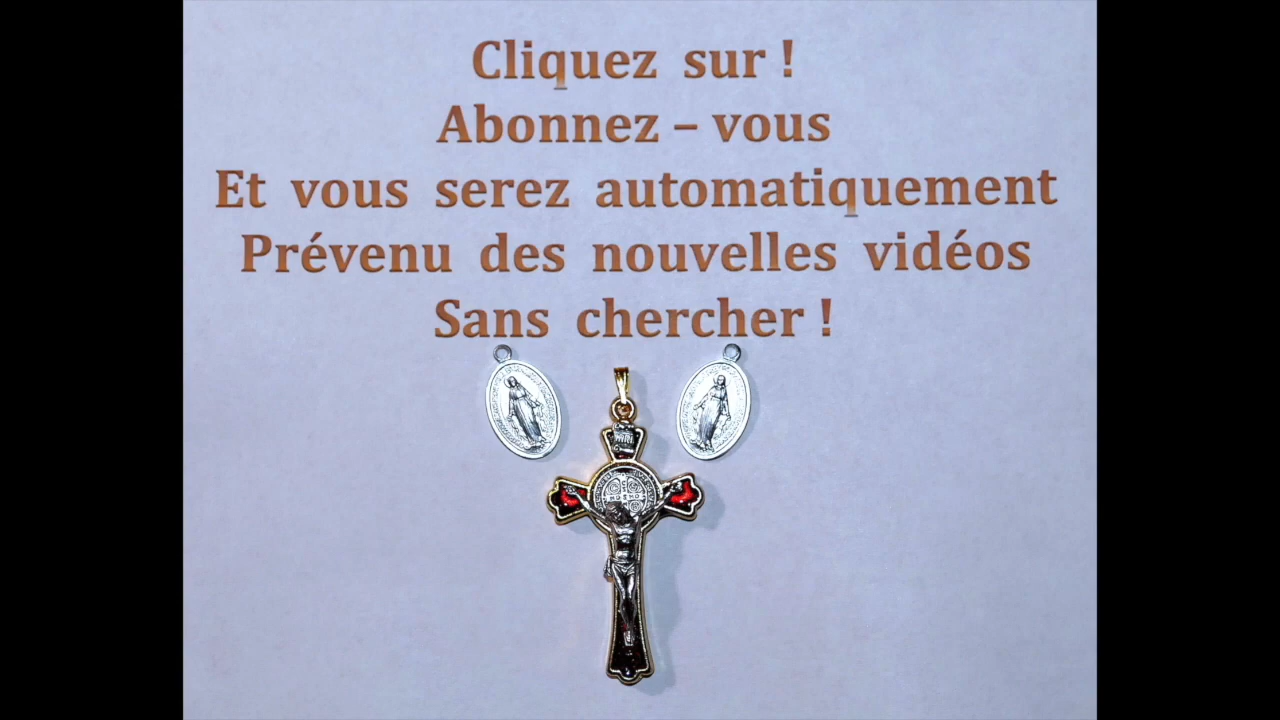 Cliquez sur !
Abonnez – vous
Et vous serez automatiquement
Prévenu des nouvelles vidéos
Sans chercher !